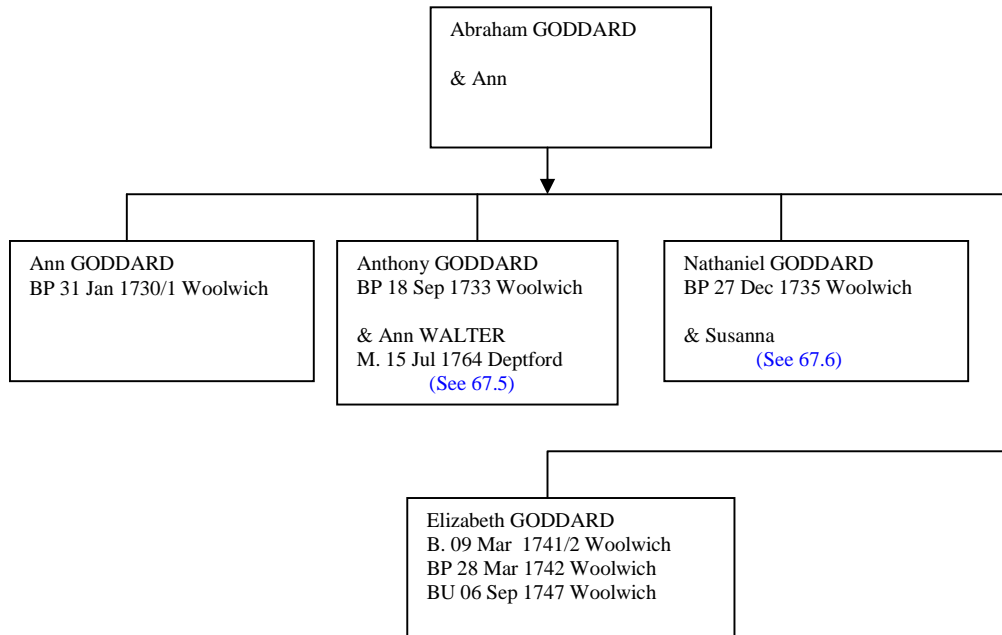 Abraham GODDARD
& Ann
Ann GODDARD
BP 31 Jan 1730/1 Woolwich
Anthony GODDARD
BP 18 Sep 1733 Woolwich
& Ann WALTER
M. 15 Jul 1764 Deptford
(See 67.5)
Nathaniel GODDARD
BP 27 Dec 1735 Woolwich
& Susanna
(See 67.6)
Elizabeth GODDARD
B. 09 Mar 1741/2 Woolwich
BP 28 Mar 1742 Woolwich
BU 06 Sep 1747 Woolwich